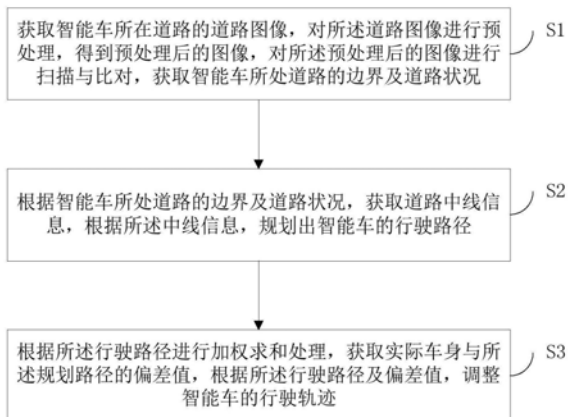 获取智能车所在道路的道路图像，对所述道路图像进行预
处理，得到预处理后的图像，对所述预处理后的图像进行
扫描与比对，获取智能车所处道路的边界及道路状况
S1
根据智能车所处道路的边界及道路状况，获取道路中线信
息，根据所述中线信息，规划出智能车的行驶路径
S2
根据所述行驶路径进行加权求和处理，获取实际车身与所
述规划路径的偏差值，根据所述行驶路径及偏差值，调整
智能车的行驶轨迹
S3